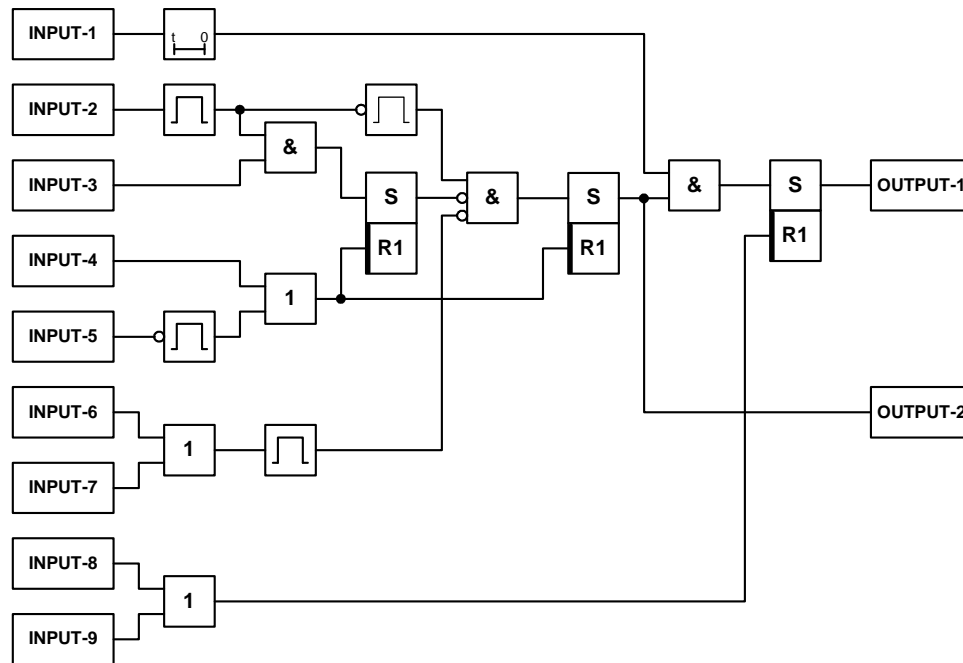 INPUT-1
t 0
INPUT-2
&
INPUT-3
S
&
S
&
S
OUTPUT-1
R1
R1
R1
INPUT-4
1
INPUT-5
INPUT-6
OUTPUT-2
1
INPUT-7
INPUT-8
1
INPUT-9